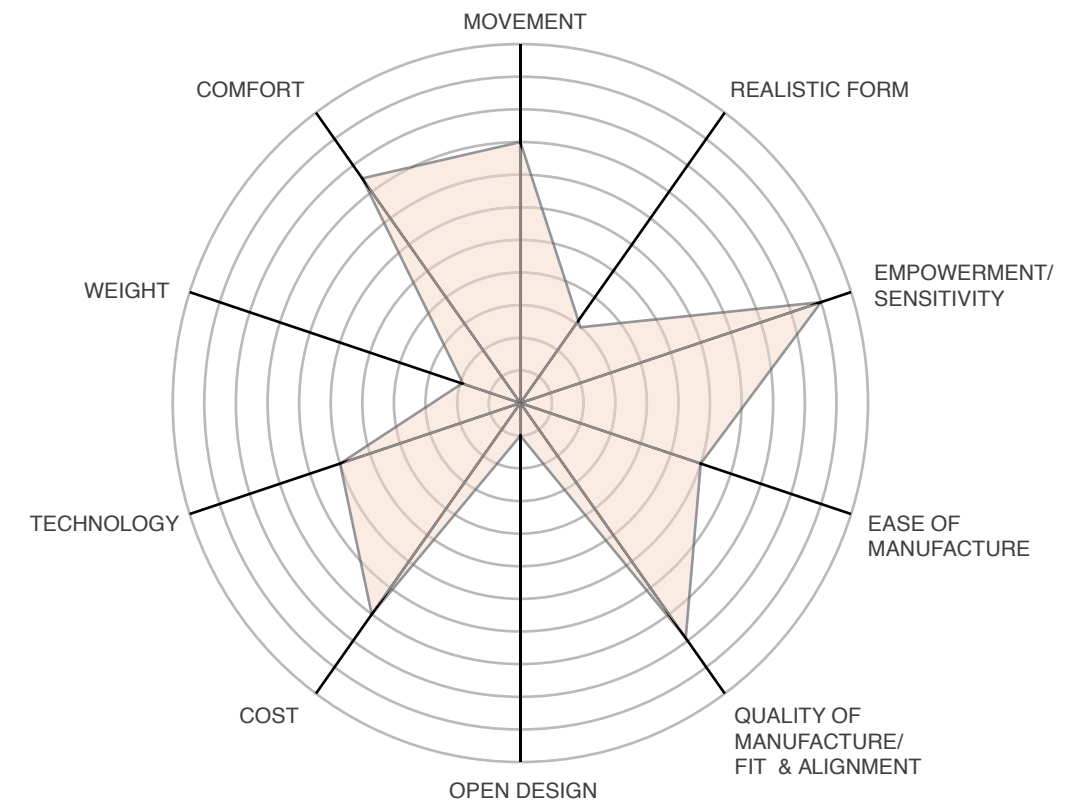 MOVEMENT
COMFORT
REALISTIC FORM
WEIGHT
EMPOWERMENT/
SENSITIVITY
TECHNOLOGY
EASE OF
MANUFACTURE
COST
QUALITY OF
MANUFACTURE/
FIT & ALIGNMENT
OPEN DESIGN